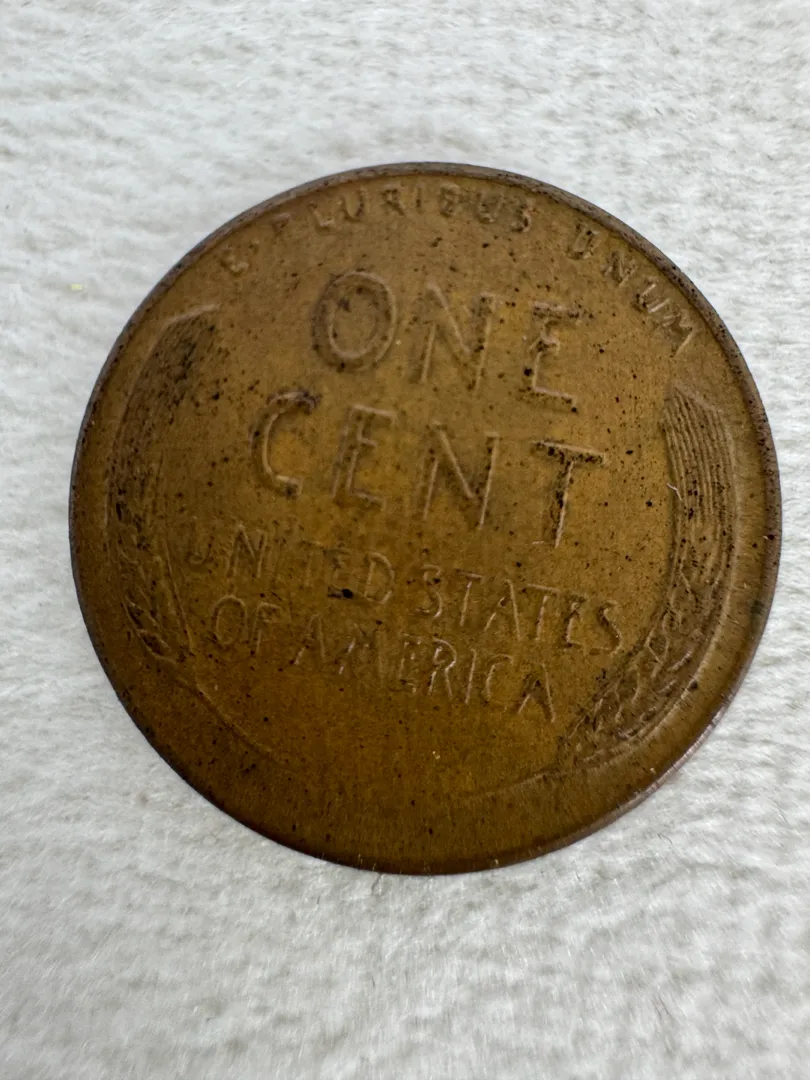 E·PLURIBUS UNUM
ONE
CENT
UNITED STATES
OF AMERICA